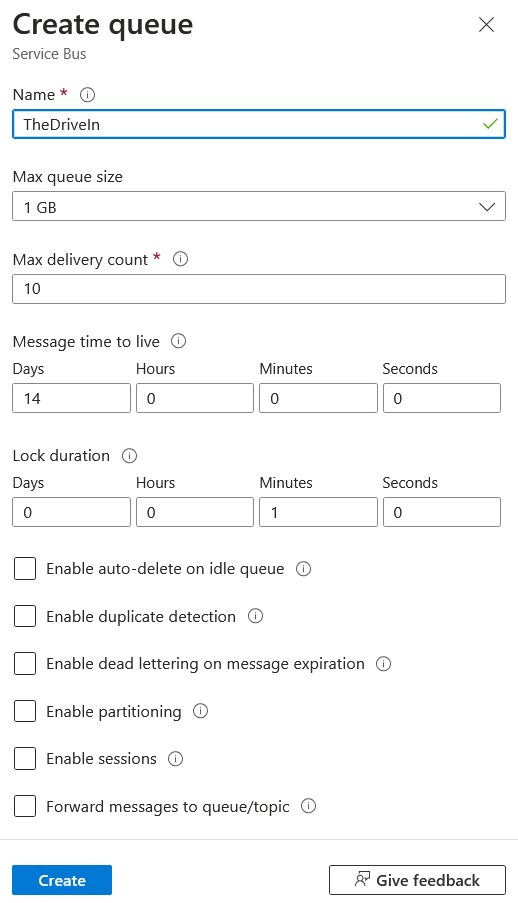 Create queue
Service Bus
Name *
TheDriveIn
Max queue size
1 GB
Max delivery count *
10
Message time to live
Days Hours Minutes Seconds
14 0 0 0
Lock duration
Days Hours Minutes Seconds
0 0 1 0
Enable auto-delete on idle queue
Enable duplicate detection
Enable dead lettering on message expiration
Enable partitioning
Enable sessions
Forward messages to queue/topic
Create Give feedback